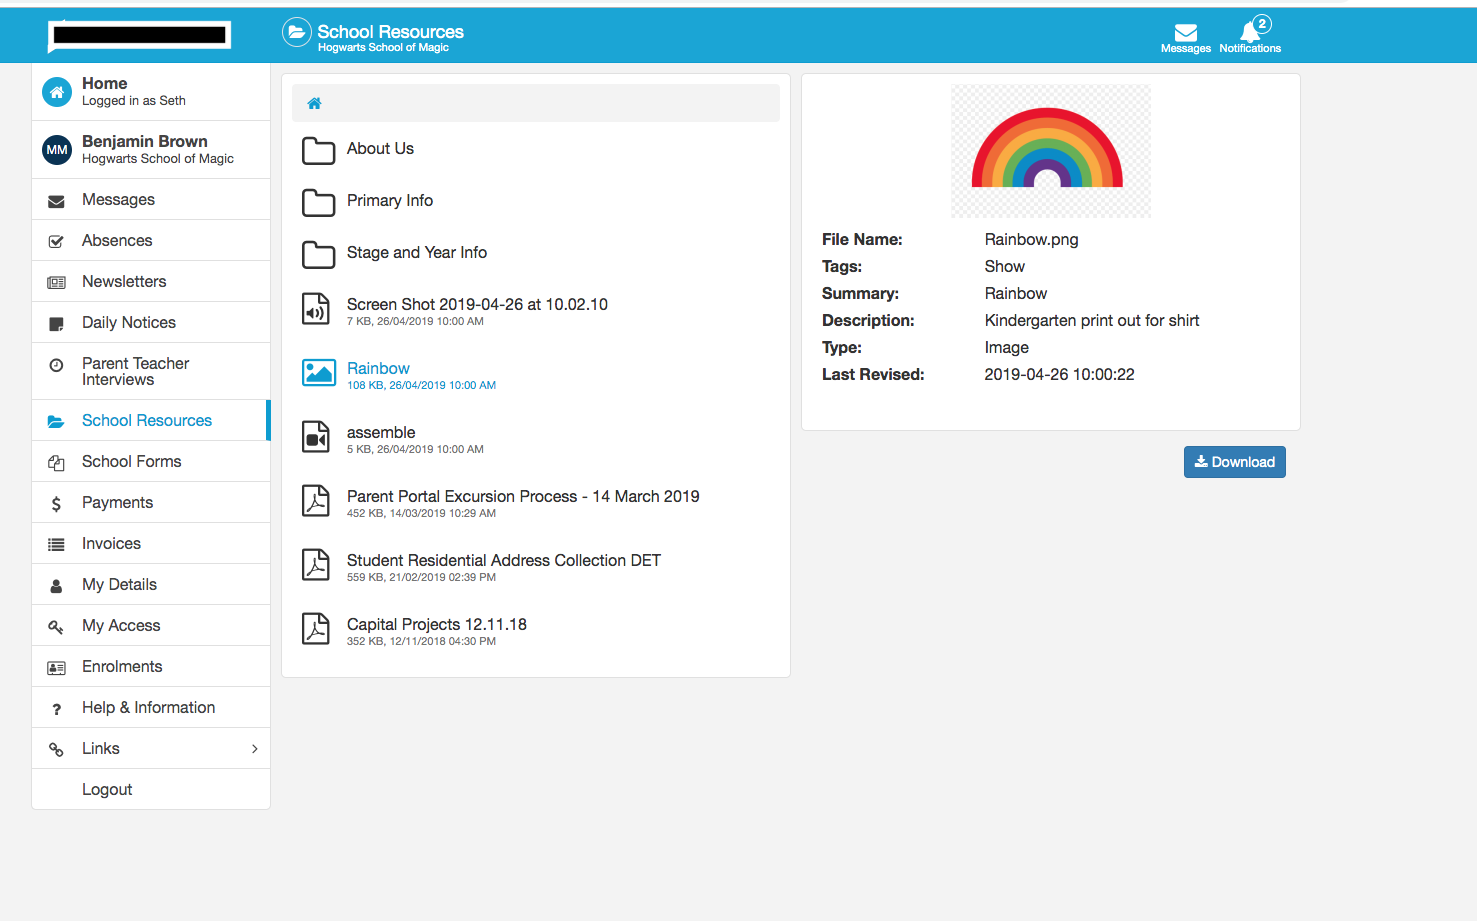 School Resources
Hogwarts School of Magic
Messages
2
Notifications
Home
Logged in as Seth
MM
Benjamin Brown
Hogwarts School of Magic
Messages
Absences
Newsletters
Daily Notices
Parent Teacher
Interviews
School Resources
School Forms
$
Payments
Invoices
My Details
My Access
Enrolments
?
Help & Information
Links
Logout
About Us
Primary Info
Stage and Year Info
Screen Shot 2019-04-26 at 10.02.10
7 KB, 26/04/2019 10:00 AM
Rainbow
108 KB, 26/04/2019 10:00 AM
assemble
5 KB, 26/04/2019 10:00 AM
Parent Portal Excursion Process - 14 March 2019
452 KB, 14/03/2019 10:29 AM
Student Residential Address Collection DET
559 KB, 21/02/2019 02:39 PM
Capital Projects 12.11.18
352 KB, 12/11/2018 04:30 PM
File Name: Rainbow.png
Tags: Show
Summary: Rainbow
Description: Kindergarten print out for shirt
Type: Image
Last Revised: 2019-04-26 10:00:22
Download